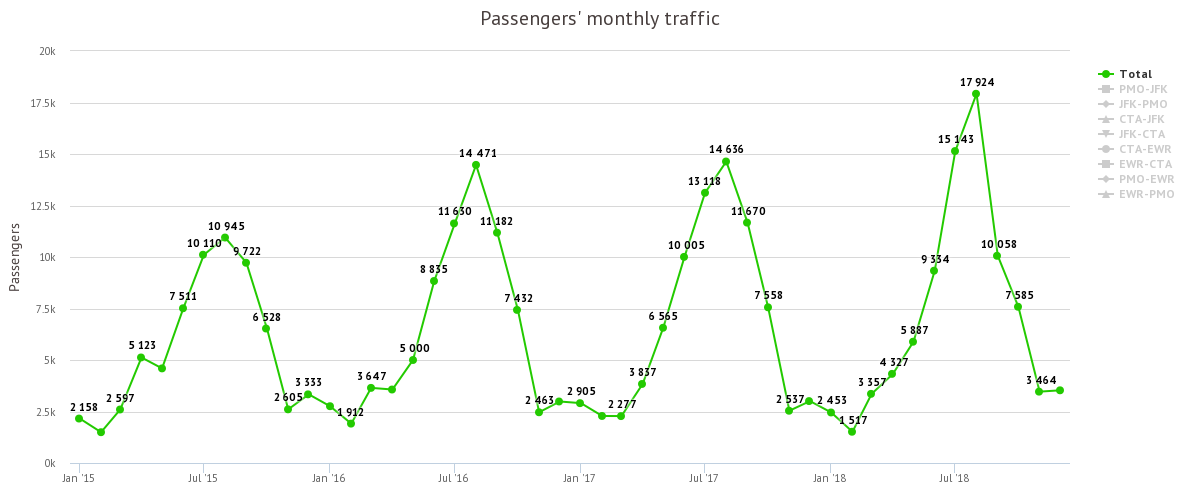 Passengers' monthly traffic
20k
17.5k
15k
12.5k
10k
7.5k
5k
2.5k
0k
Passengers
2 158
2 597
5 123
7 511
10 110
10 945
9 722
6 528
2 605
3 333
1 912
3 647
5 000
8 835
11 630
14 471
11 182
7 432
2 463
2 905
2 277
3 837
6 565
10 005
13 118
14 636
11 670
7 558
2 537
2 453
1 517
3 357
4 327
5 887
9 334
15 143
17 924
10 058
7 585
3 464
Jan '15
Jul '15
Jan '16
Jul '16
Jan '17
Jul '17
Jan '18
Jul '18
Total
PMO-JFK
JFK-PMO
CTA-JFK
JFK-CTA
CTA-EWR
EWR-CTA
PMO-EWR
EWR-PMO